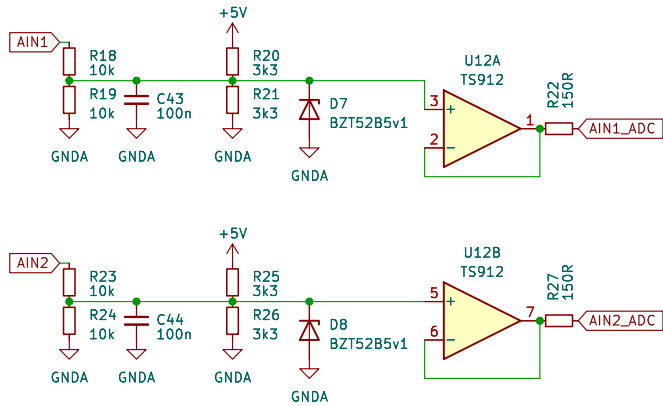 +5V
AIN1
R18
10k
R20
3k3
R19
10k
C43
100n
R21
3k3
D7
BZT52B5v1
GNDA
GNDA
GNDA
GNDA
U12A
TS912
3
+
2
-
1
R22
150R
AIN1_ADC
+5V
AIN2
R23
10k
R25
3k3
R24
10k
C44
100n
R26
3k3
D8
BZT52B5v1
GNDA
GNDA
GNDA
GNDA
U12B
TS912
5
+
6
-
7
R27
150R
AIN2_ADC